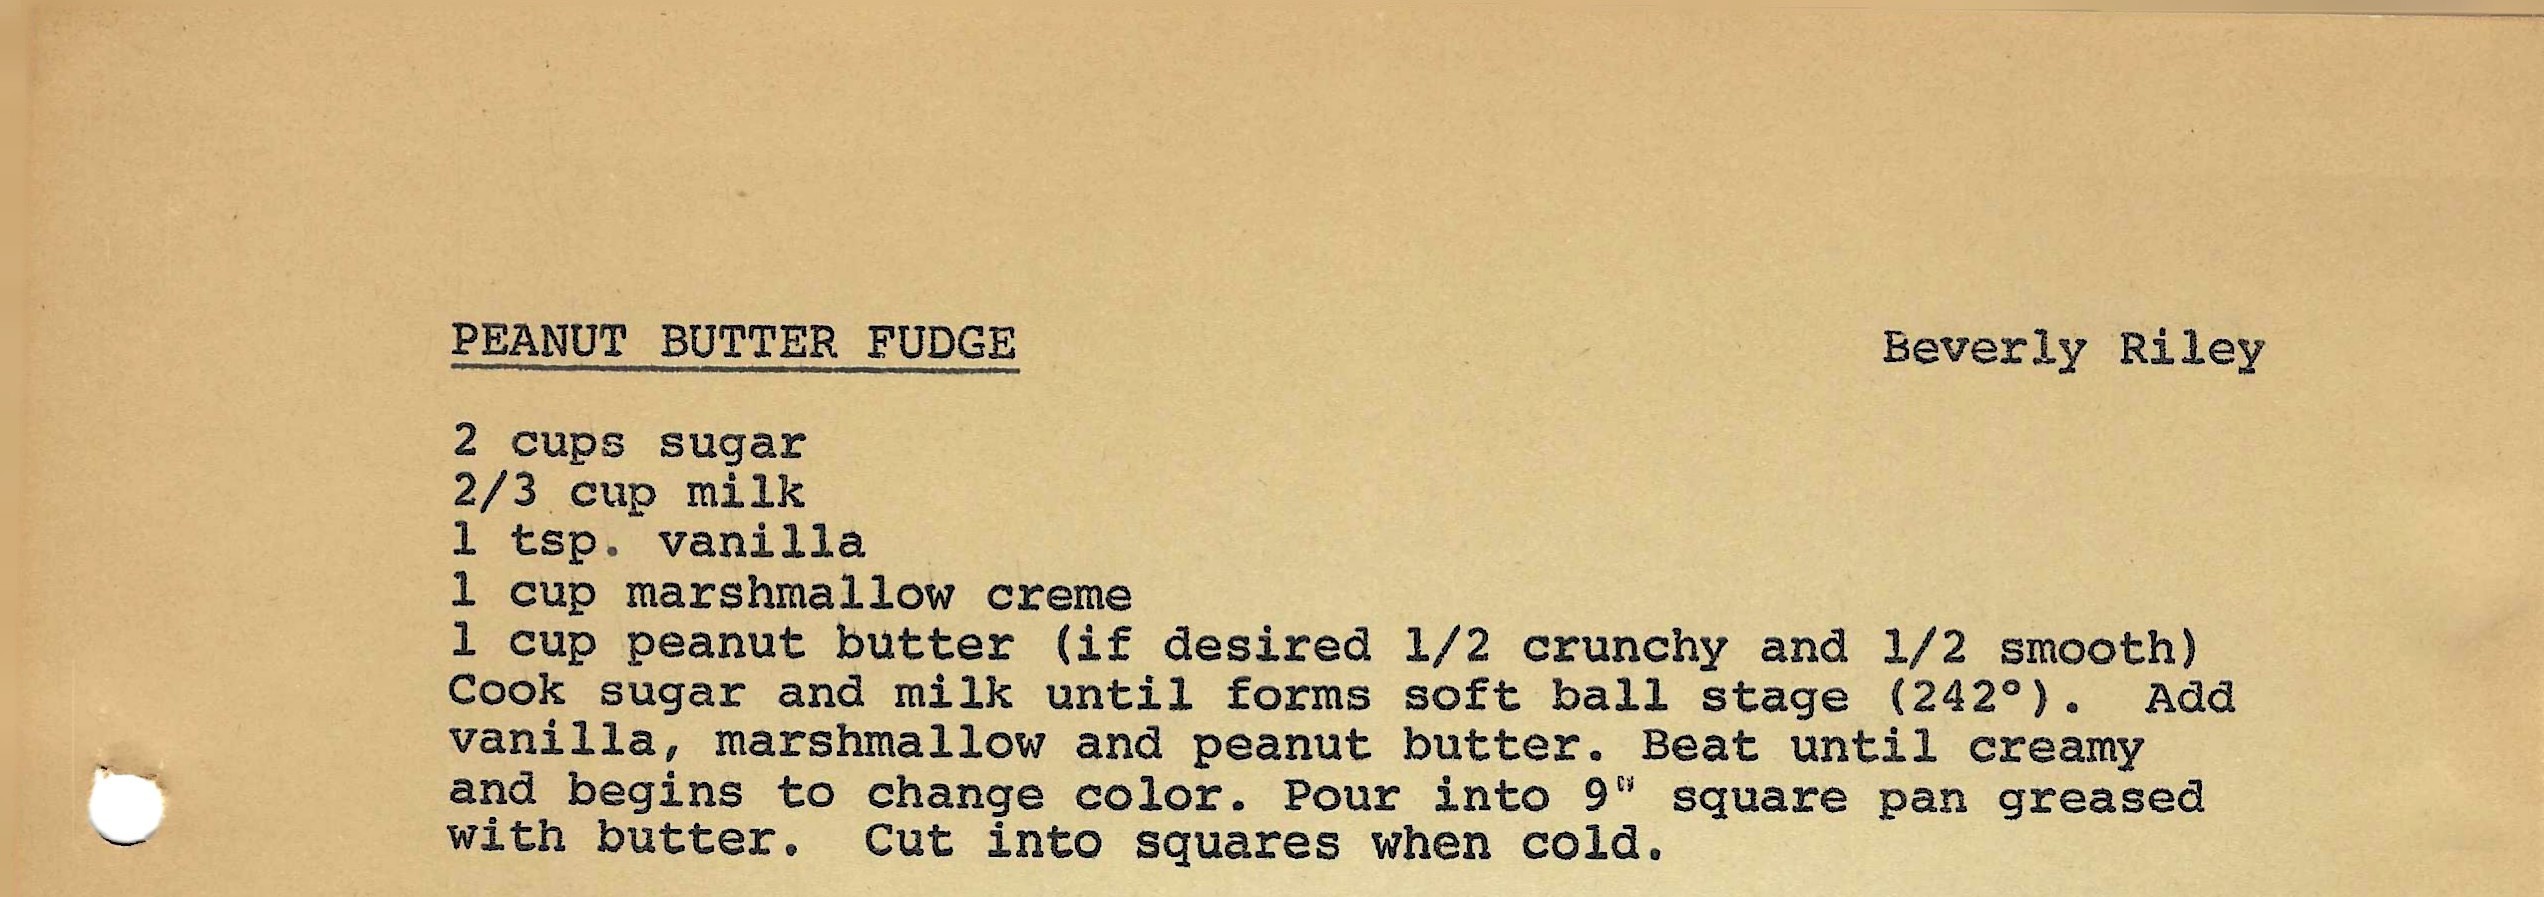 PEANUT BUTTER FUDGE Beverly Riley
2 cups sugar
2/3 cup milk
1 tsp. vanilla
1 cup marshmallow creme
1 cup peanut butter (if desired 1/2 crunchy and 1/2 smooth)
Cook sugar and milk until forms soft ball stage (242°). Add
vanilla, marshmallow and peanut butter. Beat until creamy
and begins to change color. Pour into 9" square pan greased
with butter. Cut into squares when cold.